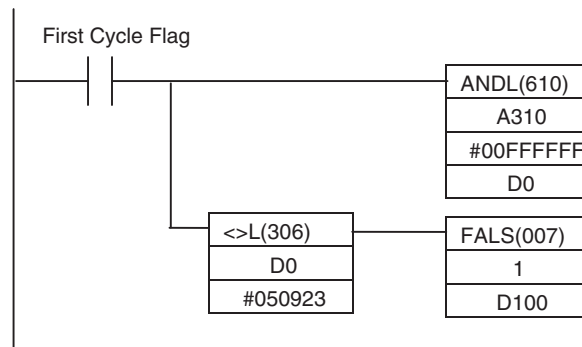 First Cycle Flag
ANDL(610)
A310
#00FFFFFF
D0
<>L(306)
D0
#050923
FALS(007)
1
D100